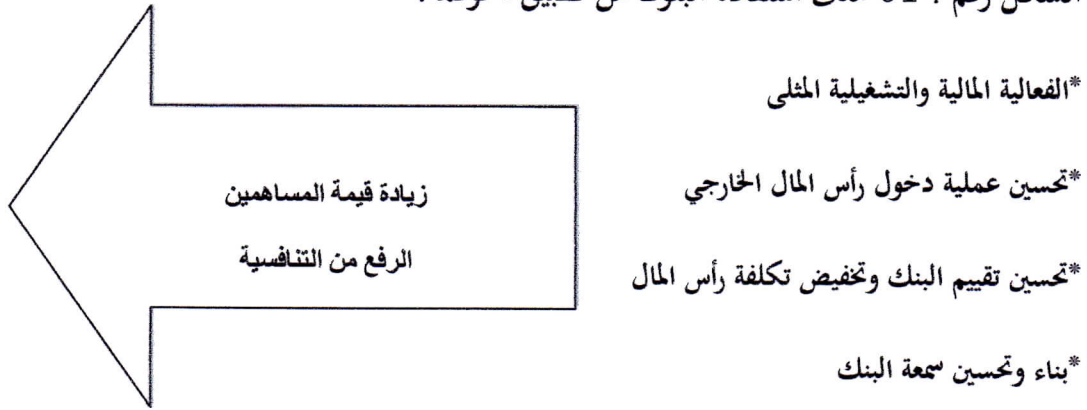 *الفعالية المالية والتشغيلية المثلى
*تحسين عملية دخول رأس المال الخارجي
زيادة قيمة المساهمين
الرفع من التنافسية
*تحسين تقييم البنك وتخفيض تكلفة رأس المال
*بناء وتحسين سمعة البنك